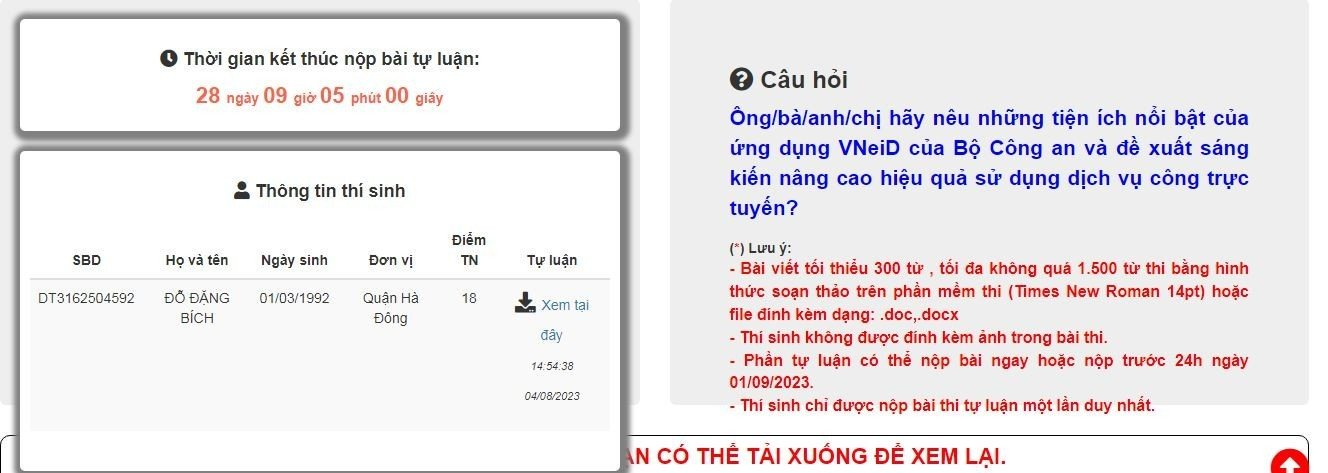 Thời gian kết thúc nộp bài tự luận:
28 ngày 09 giờ 05 phút 00 giây
Thông tin thí sinh
SBD Họ và tên Ngày sinh Đơn vị Điểm TN Tự luận
DT3162504592 ĐỖ ĐĂNG BÍCH 01/03/1992 Quận Hà Đông 18 Xem tại đây
14:54:38
04/08/2023
Câu hỏi
Ông/bà/anh/chị hãy nêu những tiện ích nổi bật của
ứng dụng VNeiD của Bộ Công an và đề xuất sáng
kiến nâng cao hiệu quả sử dụng dịch vụ công trực
tuyến?
(*) Lưu ý:
- Bài viết tối thiểu 300 từ , tối đa không quá 1.500 từ thi bằng hình
thức soạn thảo trên phần mềm thi (Times New Roman 14pt) hoặc
file đính kèm dạng: .doc,.docx
- Thí sinh không được đính kèm ảnh trong bài thi.
- Phần tự luận có thể nộp bài ngay hoặc nộp trước 24h ngày
01/09/2023.
- Thí sinh chỉ được nộp bài thi tự luận một lần duy nhất.
CÓ THỂ TẢI XUỐNG ĐỂ XEM LẠI.